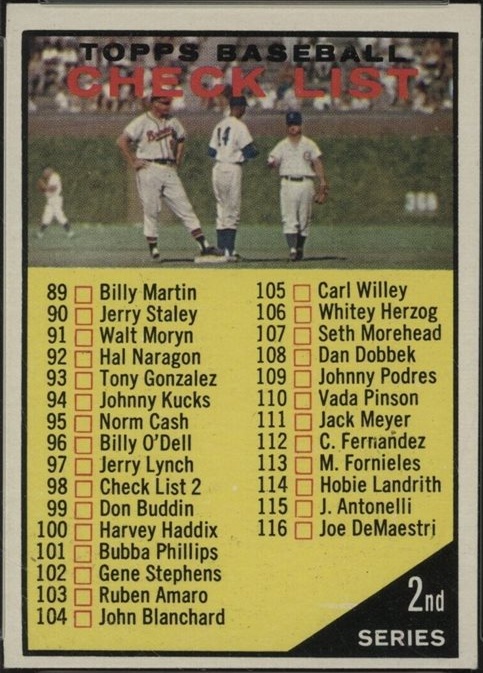 TOPPS BASEBALL
CHECK LIST
Braves
14
368
89 Billy Martin
90 Jerry Staley
91 Walt Moryn
92 Hal Naragon
93 Tony Gonzalez
94 Johnny Kucks
95 Norm Cash
96 Billy O'Dell
97 Jerry Lynch
98 Check List 2
99 Don Buddin
100 Harvey Haddix
101 Bubba Phillips
102 Gene Stephens
103 Ruben Amaro
104 John Blanchard
105 Carl Willey
106 Whitey Herzog
107 Seth Morehead
108 Dan Dobbek
109 Johnny Podres
110 Vada Pinson
111 Jack Meyer
112 C. Fernandez
113 M. Fornieles
114 Hobie Landrith
115 J. Antonelli
116 Joe DeMaestri
2nd
SERIES